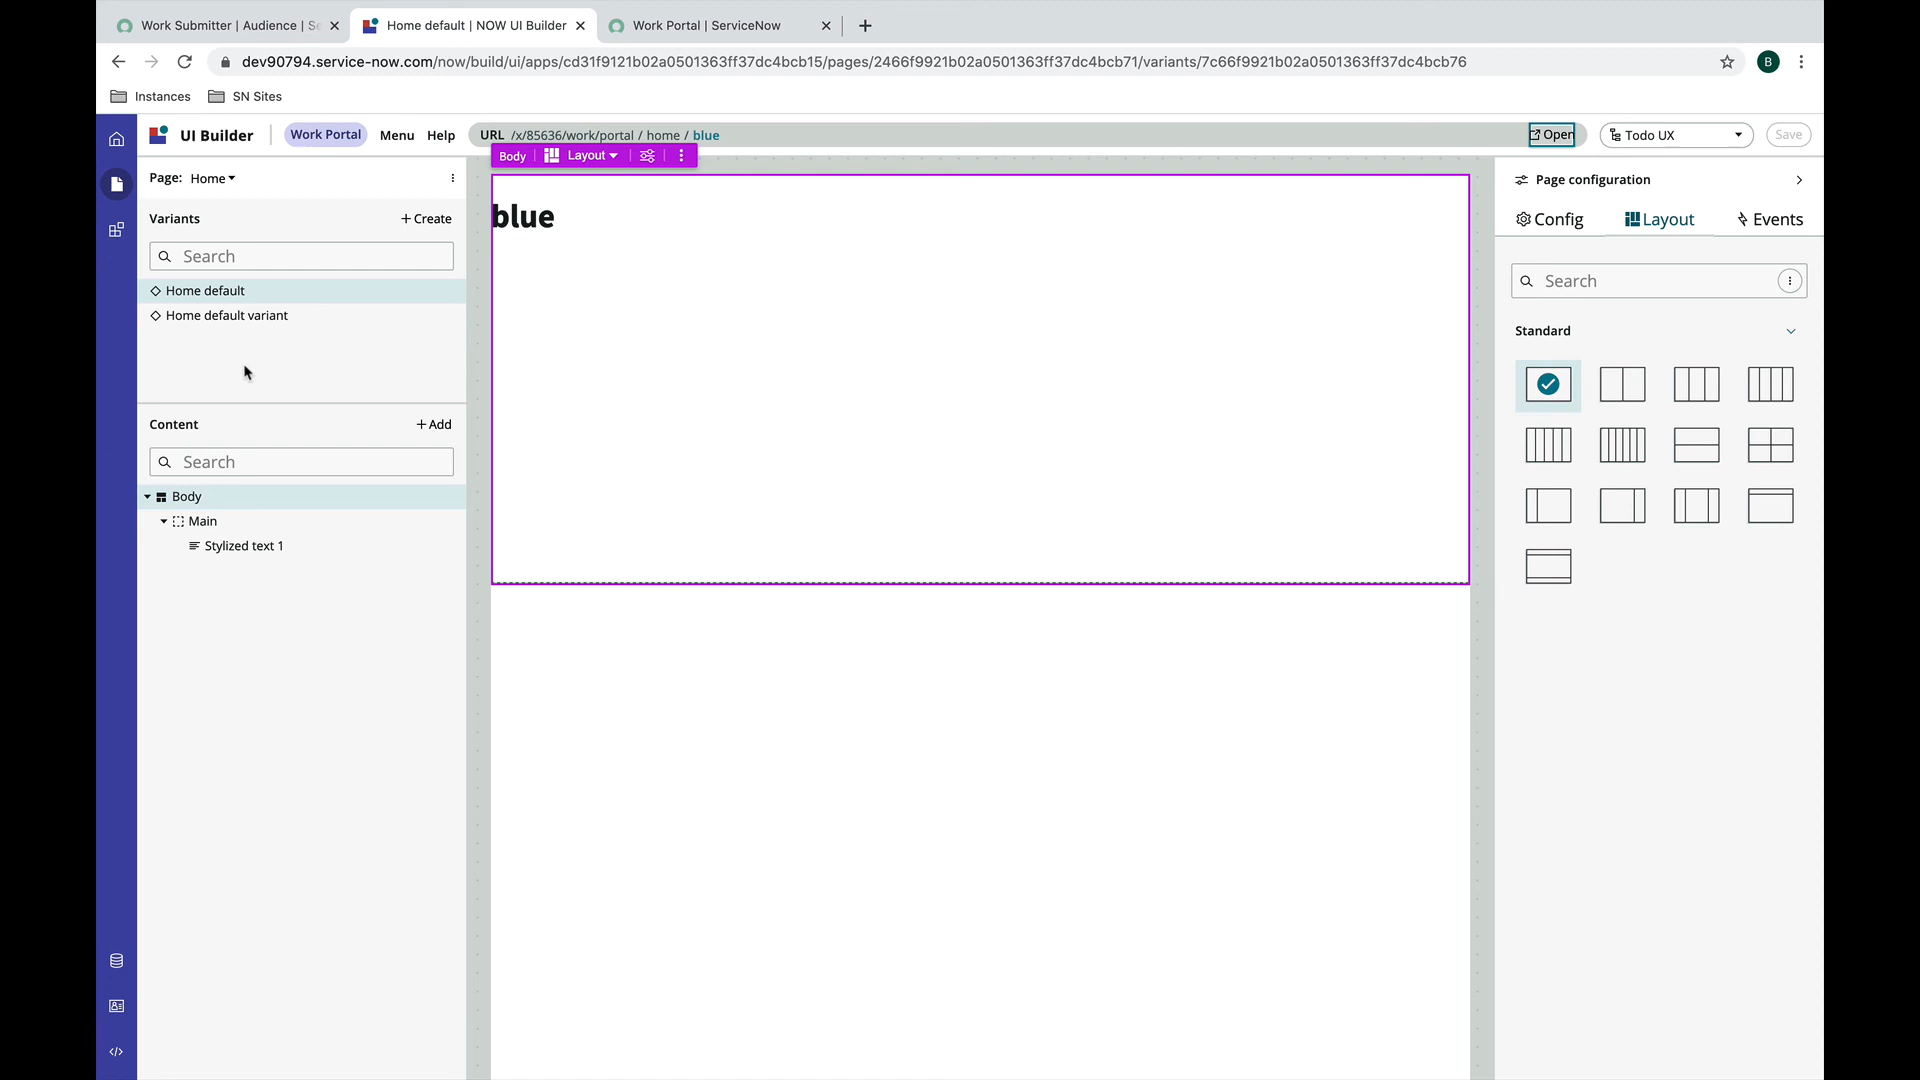 Work Submitter | Audience | S
Home default | NOW UI Builder
Work Portal | ServiceNow
dev90794.service-now.com/now/build/ui/apps/cd31f9121b02a0501363ff37dc4bcb15/pages/2466f9921b02a0501363ff37dc4bcb71/variants/7c66f9921b02a0501363ff37dc4bcb76
B
Instances
SN Sites
UI Builder
Work Portal
Menu
Help
URL /x/85636/work/portal / home / blue
Open
Todo UX
Save
Page: Home
Variants
+ Create
Search
Home default
Home default variant
Content
+ Add
Search
Body
Main
Stylized text 1
Body
Layout
blue
Page configuration
Config
Layout
Events
Search
Standard